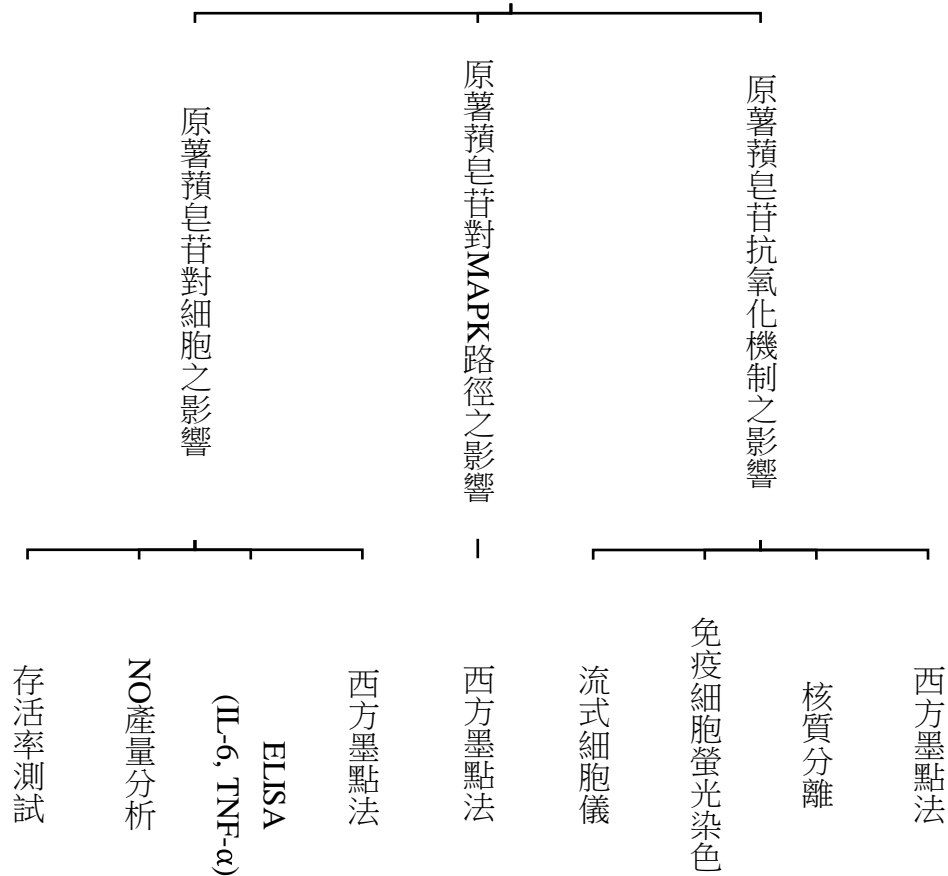 原薯蕷皂苷對細胞之影響
原薯蕷皂苷對MAPK路徑之影響
原薯蕷皂苷抗氧化機制之影響
存活率測試
NO產量分析
ELISA
(IL-6, TNF-α)
西方墨點法
西方墨點法
流式細胞儀
免疫細胞螢光染色
核質分離
西方墨點法